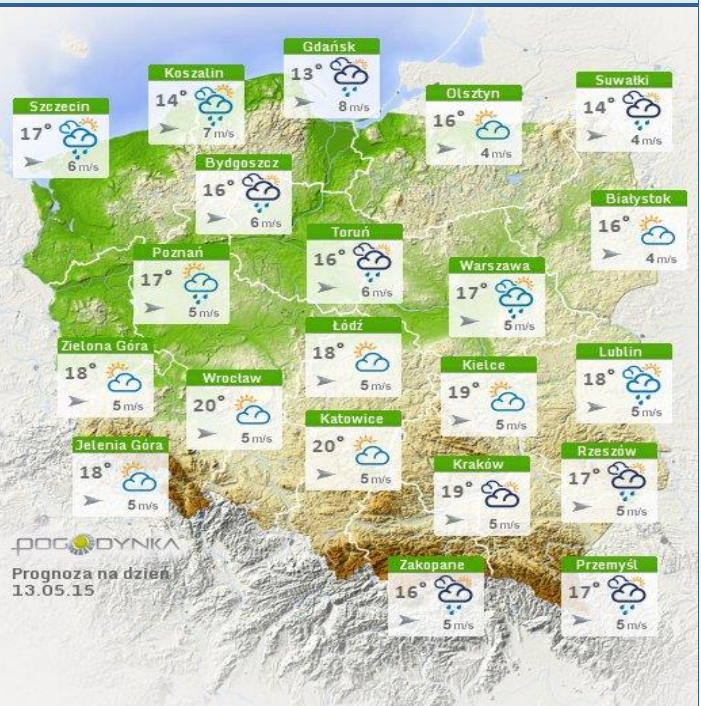 Gdańsk
13°
8 m/s
Koszalin
14°
7 m/s
Suwałki
14°
4 m/s
Olsztyn
16°
4 m/s
Szczecin
17°
6 m/s
Bydgoszcz
16°
6 m/s
Białystok
16°
4 m/s
Toruń
16°
6 m/s
Poznań
17°
5 m/s
Warszawa
17°
5 m/s
Łódź
18°
5 m/s
Zielona Góra
18°
5 m/s
Lublin
18°
5 m/s
Kielce
19°
5 m/s
Wrocław
20°
5 m/s
Katowice
20°
5 m/s
Jelenia Góra
18°
5 m/s
Rzeszów
17°
5 m/s
Kraków
19°
5 m/s
POGODYNKA
Prognoza na dzień
13.05.15
Zakopane
16°
5 m/s
Przemyśl
17°
5 m/s